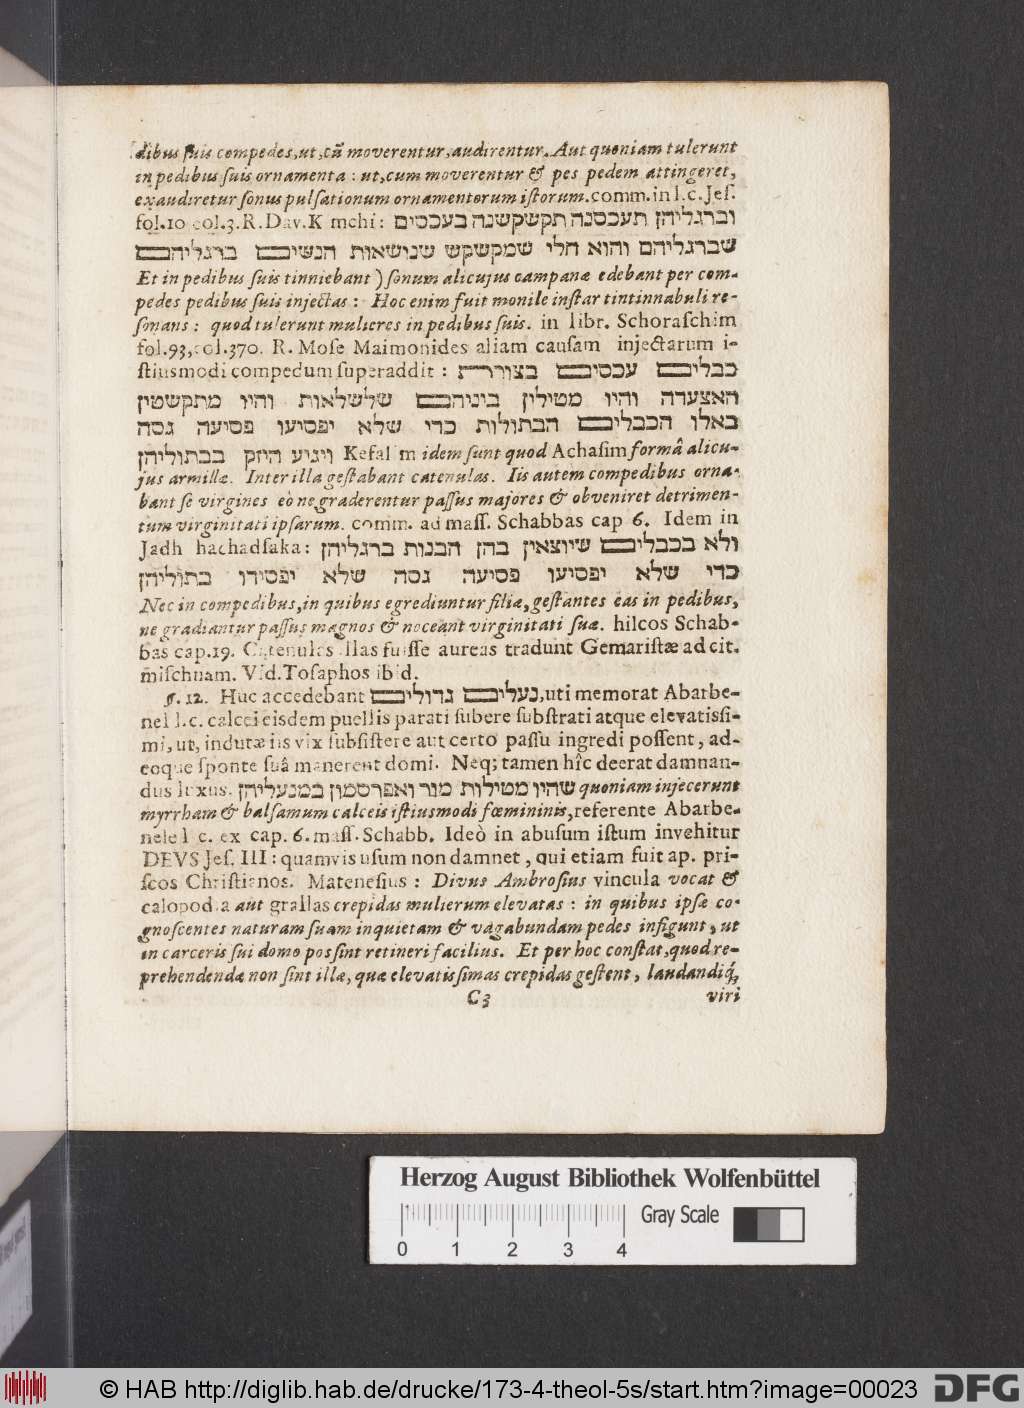 dibus suis compedes, ut, cũ moverentur, audirentur. Aut quoniam tulerunt
in pedibus suis ornamenta: ut, cum moverentur & pes pedem attingeret,
exaudiretur sonus pulsationum ornamentorum istorum. comm. in l.c. Jes.
fol.10 col.3. R. Dav. K mchi: וברגליהן תעכסנה תקשקשנה בעכסים
שברגליהם והוא חלי שמקשקש שנושאות הנשים ברגליהם
Et in pedibus suis tinniebant) sonum alicujus campanæ edebant per com-
pedes pedibus suis injectas: Hoc enim fuit monile instar tintinnabuli re-
sonans: quod tulerunt mulieres in pedibus suis. in libr. Schoraschim
fol.93, col.370. R. Mose Maimonides aliam causam injectarum i-
stiusmodi compedum superaddit: כבלים עכסים בצורת
האצעדה והיו מטילין ביניהם שלשלאות והיו מתקשטין
באלו הכבלים הבתולות כדי שלא יפסיעו פסיעה גסה
ויגיע היזק בבתוליהן Kefalim idem sunt quod Achasim formâ alicu-
jus armillæ. Inter illa gestabant catenulas. Iis autem compedibus orna-
bant se virgines eò ne graderentur passus majores & obveniret detrimen-
tum virginitati ipsarum. comm. ad mass. Schabbas cap 6. Idem in
Jadh hachadsaka: ולא בכבלים שיוצאין בהן הבנות ברגליהן
כדי שלא יפסיעו פסיעה גסה שלא יפסידו בתוליהן
Nec in compedibus, in quibus egrediuntur filiæ, gestantes eas in pedibus,
ne gradiantur passus magnos & noceant virginitati suæ. hilcos Schab-
bas cap.19. Catenulas illas fuisse aureas tradunt Gemaristæ ad cit.
mischnam. Vid. Tosaphos ibid.
§. 12. Huc accedebant נעלים גדולים, uti memorat Abarbe-
nel l.c. calcei eisdem puellis parati subere substrati atque elevatissi-
mi, ut, indutæ iis vix subsistere aut certo passu ingredi possent, ad-
eoque sponte suâ manerent domi. Neq; tamen hîc deerat damnan-
dus luxus. שהיו מטילות מור ואפרסמון במנעליהן quoniam injecerunt
myrrham & balsamum calceis istiusmodi fœmininis, referente Abarbe-
nele l c. ex cap. 6. mass. Schabb. Ideò in abusum istum invehitur
DEVS Jes. III: quamvis usum non damnet, qui etiam fuit ap. pri-
scos Christianos. Matenesius: Divus Ambrosius vincula vocat &
calopodia aut grallas crepidas mulierum elevatas: in quibus ipsæ co-
gnoscentes naturam suam inquietam & vagabundam pedes infigunt, ut
in carceris sui domo possint retineri facilius. Et per hoc constat, quod re-
prehendendæ non sint illæ, quæ elevatissimas crepidas gestent, landandiq́;
C3 viri
Herzog August Bibliothek Wolfenbüttel
0 1 2 3 4 Gray Scale
© HAB http://diglib.hab.de/drucke/173-4-theol-5s/start.htm?image=00023 DFG